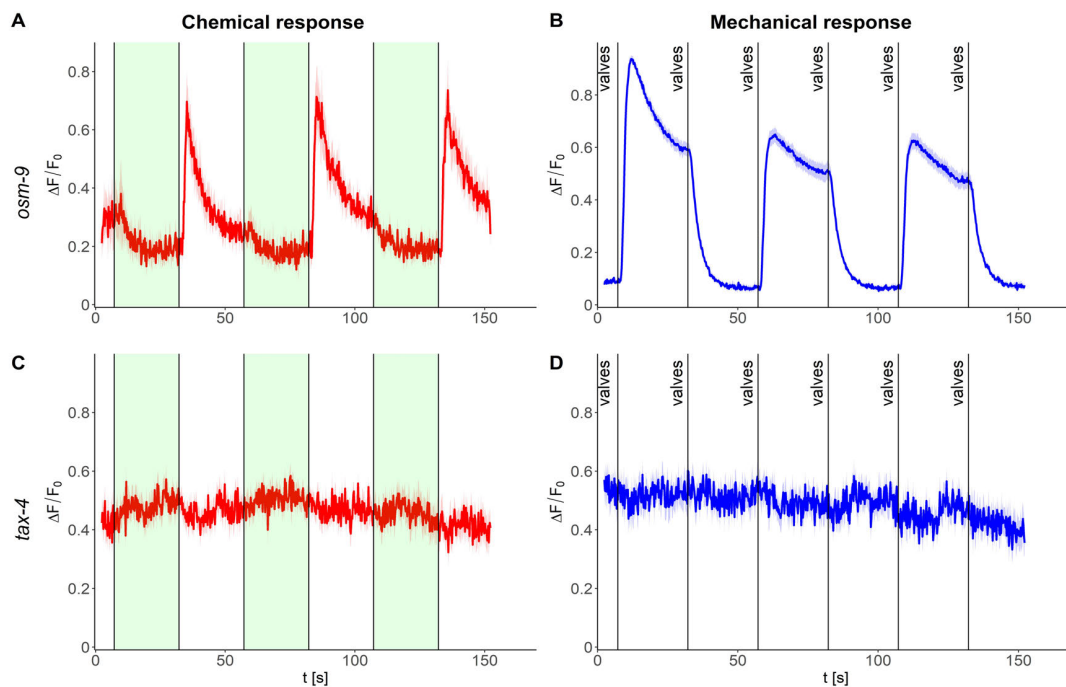 A
Chemical response
B
Mechanical response
osm-9
ΔF/F0
0.8
0.6
0.4
0.2
0
0
50
100
150
ΔF/F0
0.8
0.6
0.4
0.2
0
valves
valves
valves
valves
valves
valves
0
50
100
150
C
D
tax-4
ΔF/F0
0.8
0.6
0.4
0.2
0
0
50
100
150
t [s]
ΔF/F0
0.8
0.6
0.4
0.2
0
valves
valves
valves
valves
valves
valves
0
50
100
150
t [s]